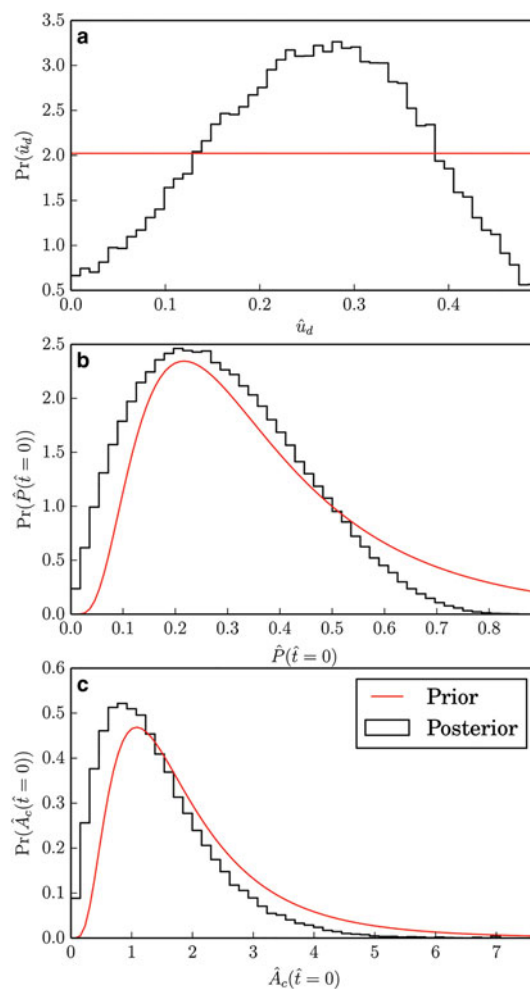 a
3.5
3.0
2.5
2.0
1.5
1.0
0.5
Pr(û_d)
0.0 0.1 0.2 0.3 0.4
û_d
b
2.5
2.0
1.5
1.0
0.5
0.0
Pr(P̂(t̂ = 0))
0.0 0.1 0.2 0.3 0.4 0.5 0.6 0.7 0.8
P̂(t̂ = 0)
c
0.6
0.5
0.4
0.3
0.2
0.1
0.0
Pr(Â_c(t̂ = 0))
Prior
Posterior
0 1 2 3 4 5 6 7
Â_c(t̂ = 0)